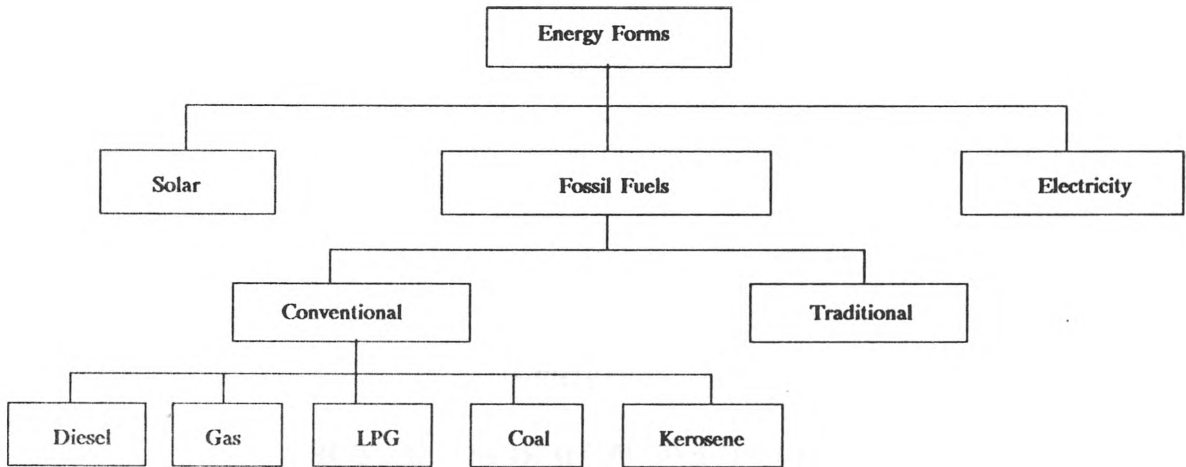 Energy Forms
Solar
Fossil Fuels
Electricity
Conventional
Traditional
Diesel
Gas
LPG
Coal
Kerosene